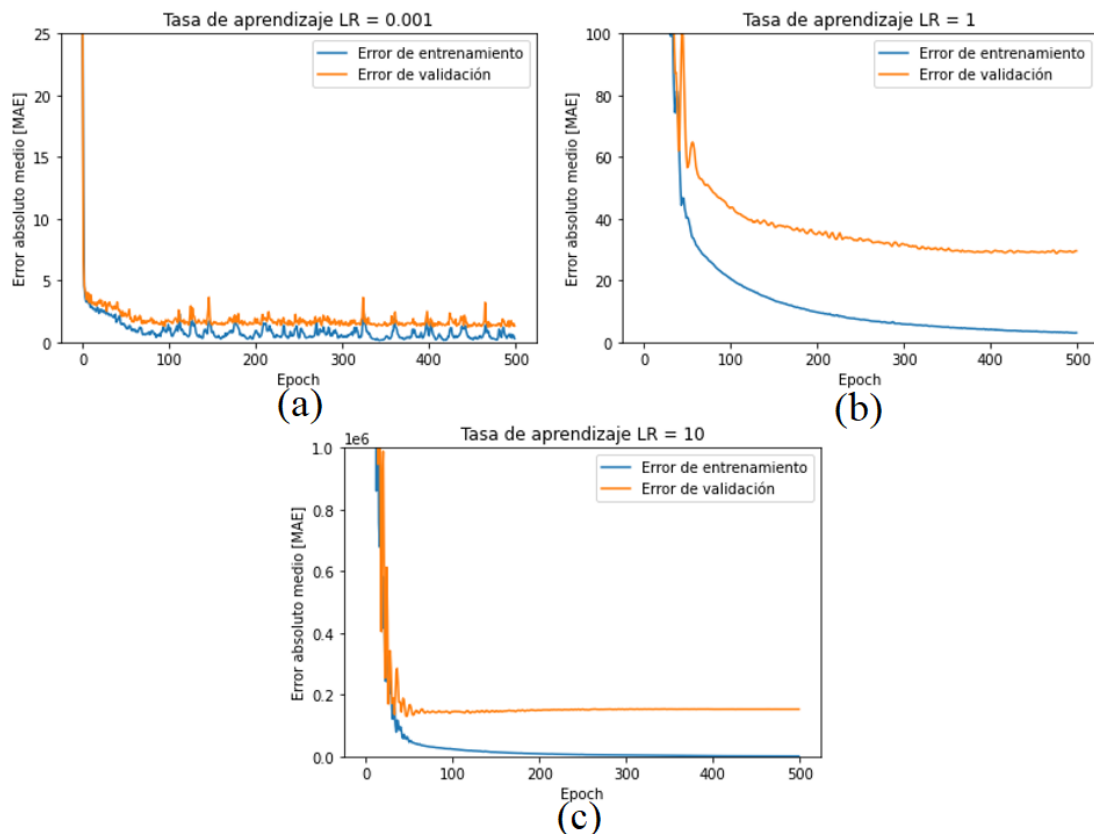 Tasa de aprendizaje LR = 0.001
25
20
15
10
5
0
Error absoluto medio [MAE]
Error de entrenamiento
Error de validación
0 100 200 300 400 500
Epoch
(a)
Tasa de aprendizaje LR = 1
100
80
60
40
20
0
Error absoluto medio [MAE]
Error de entrenamiento
Error de validación
0 100 200 300 400 500
Epoch
(b)
Tasa de aprendizaje LR = 10
1e6
1.0
0.8
0.6
0.4
0.2
0.0
Error absoluto medio [MAE]
Error de entrenamiento
Error de validación
0 100 200 300 400 500
Epoch
(c)